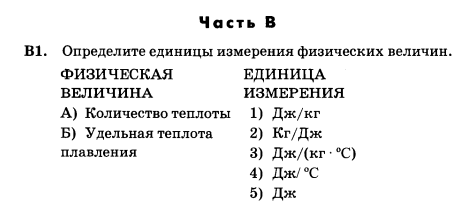 Часть В
В1. Определите единицы измерения физических величин.
ФИЗИЧЕСКАЯ ЕДИНИЦА
ВЕЛИЧИНА ИЗМЕРЕНИЯ
А) Количество теплоты 1) Дж/кг
Б) Удельная теплота 2) Кг/Дж
плавления 3) Дж/(кг · °С)
4) Дж/ °С
5) Дж